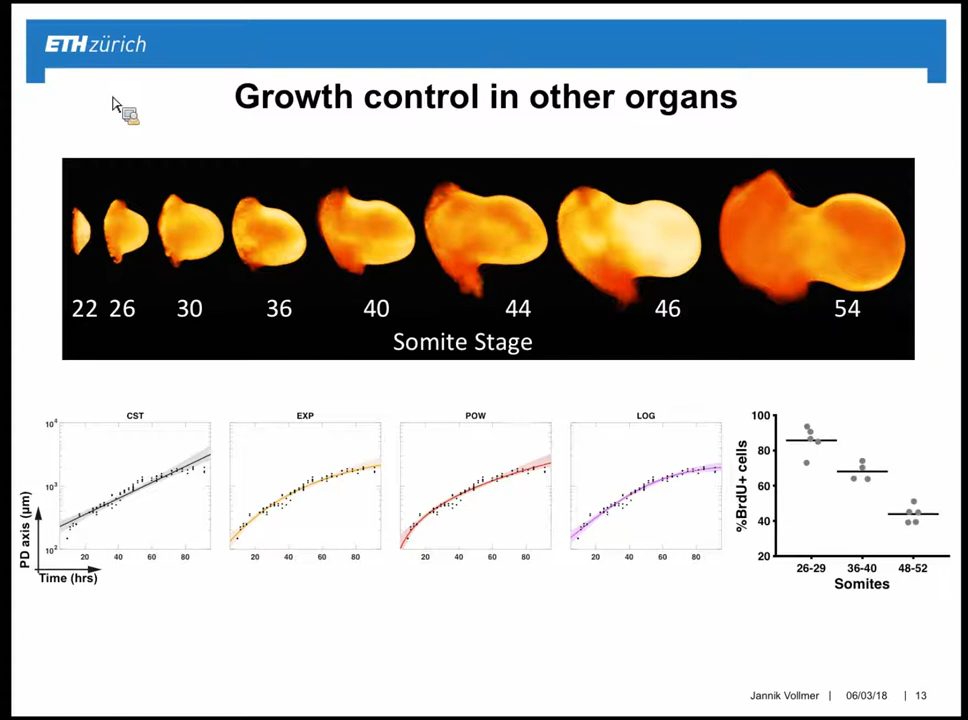 ETH zürich
Growth control in other organs
22 26 30 36 40 44 46 54
Somite Stage
CST EXP POW LOG
PD axis (µm)
10⁴
10³
10²
20 40 60 80
20 40 60 80
20 40 60 80
20 40 60 80
Time (hrs)
%BrdU+ cells
100
80
60
40
20
26-29 36-40 48-52
Somites
Jannik Vollmer | 06/03/18 | 13